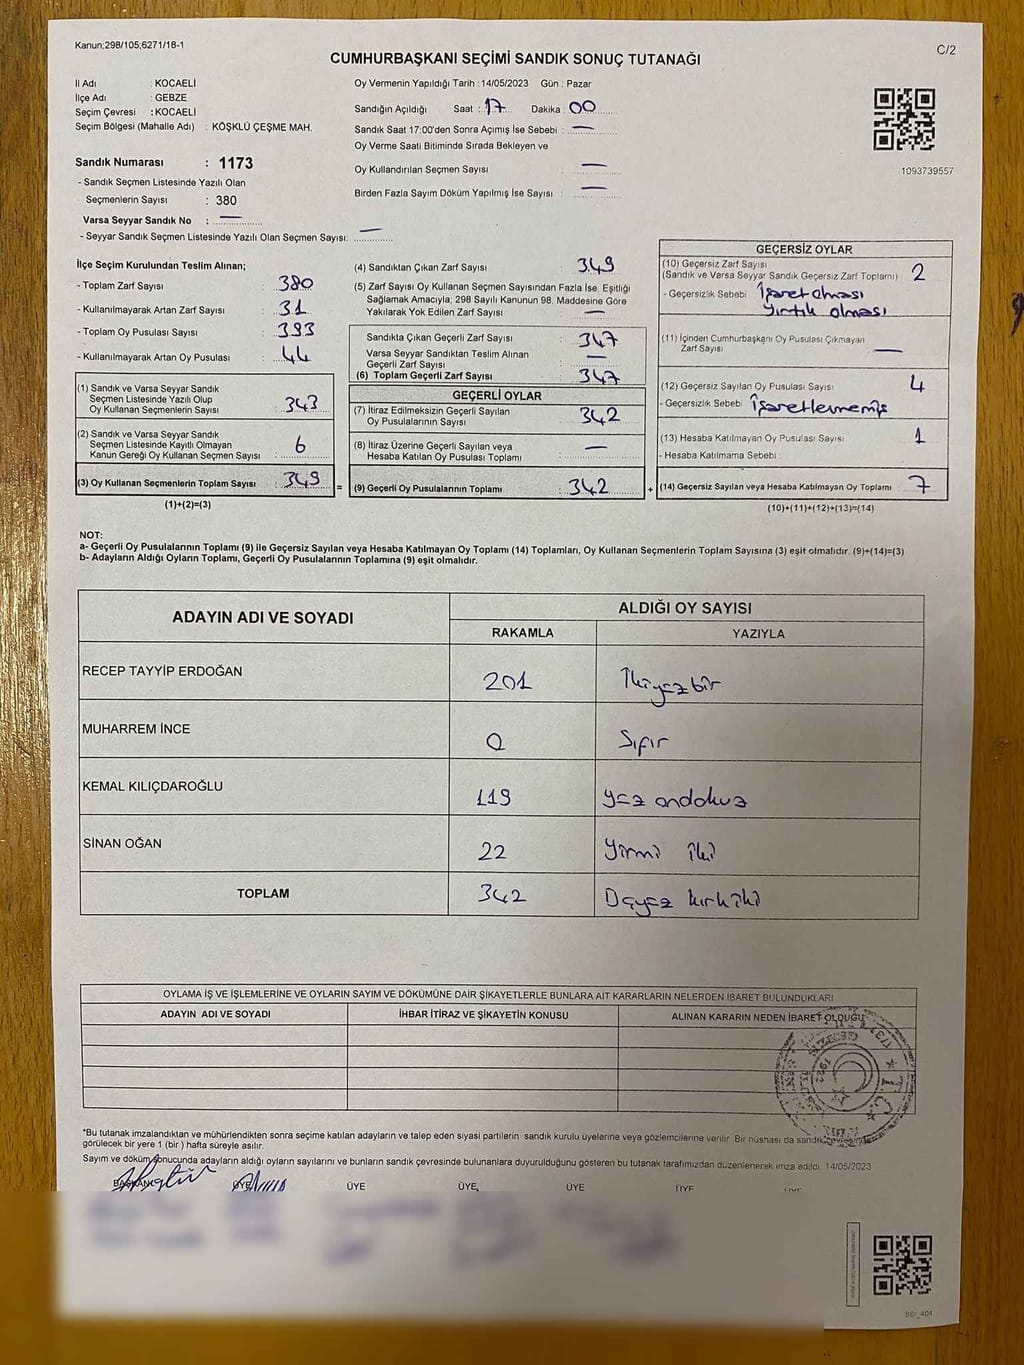 Kanun;298/105;6271/18-1
C/2
CUMHURBAŞKANI SEÇİMİ SANDIK SONUÇ TUTANAĞI
İl Adı : KOCAELİ
İlçe Adı : GEBZE
Seçim Çevresi : KOCAELİ
Seçim Bölgesi (Mahalle Adı) : KÖŞKLÜ ÇEŞME MAH.
Sandık Numarası : 1173
- Sandık Seçmen Listesinde Yazılı Olan
Seçmenlerin Sayısı : 380
Varsa Seyyar Sandık No : —
- Seyyar Sandık Seçmen Listesinde Yazılı Olan Seçmen Sayısı: —
Oy Vermenin Yapıldığı Tarih : 14/05/2023 Gün : Pazar
Sandığın Açıldığı Saat : 17 Dakika : 00
Sandık Saat 17:00'den Sonra Açımış İse Sebebi : —
Oy Verme Saati Bitiminde Sırada Bekleyen ve
Oy Kullandırılan Seçmen Sayısı : —
Birden Fazla Sayım Döküm Yapılmış İse Sayısı : —
1093739557
İlçe Seçim Kurulundan Teslim Alınan;
- Toplam Zarf Sayısı : 380
- Kullanılmayarak Artan Zarf Sayısı : 31
- Toplam Oy Pusulası Sayısı : 393
- Kullanılmayarak Artan Oy Pusulası : 44
(1) Sandık ve Varsa Seyyar Sandık
Seçmen Listesinde Yazılı Olup
Oy Kullanan Seçmenlerin Sayısı : 343
(2) Sandık ve Varsa Seyyar Sandık
Seçmen Listesinde Kayıtlı Olmayan
Kanun Gereği Oy Kullanan Seçmen Sayısı : 6
(3) Oy Kullanan Seçmenlerin Toplam Sayısı : 349
(1)+(2)=(3)
(4) Sandıktan Çıkan Zarf Sayısı : 349
(5) Zarf Sayısı Oy Kullanan Seçmen Sayısından Fazla İse, Eşitliği
Sağlamak Amacıyla; 298 Sayılı Kanunun 98. Maddesine Göre
Yakılarak Yok Edilen Zarf Sayısı : —
Sandıkta Çıkan Geçerli Zarf Sayısı : 347
Varsa Seyyar Sandıktan Teslim Alınan
Geçerli Zarf Sayısı : —
(6) Toplam Geçerli Zarf Sayısı : 347
GEÇERLİ OYLAR
(7) İtiraz Edilmeksizin Geçerli Sayılan
Oy Pusulalarının Sayısı : 342
(8) İtiraz Üzerine Geçerli Sayılan veya
Hesaba Katılan Oy Pusulası Toplamı : —
= (9) Geçerli Oy Pusulalarının Toplamı : 342
GEÇERSİZ OYLAR
(10) Geçersiz Zarf Sayısı
(Sandık ve Varsa Seyyar Sandık Geçersiz Zarf Toplamı) : 2
- Geçersizlik Sebebi : İşaret olması
Yırtık olması
(11) İçinden Cumhurbaşkanı Oy Pusulası Çıkmayan
Zarf Sayısı : —
(12) Geçersiz Sayılan Oy Pusulası Sayısı : 4
- Geçersizlik Sebebi : İşaretlenmemiş
(13) Hesaba Katılmayan Oy Pusulası Sayısı : 1
- Hesaba Katılmama Sebebi :
+ (14) Geçersiz Sayılan veya Hesaba Katılmayan Oy Toplamı : 7
(10)+(11)+(12)+(13)=(14)
NOT:
a- Geçerli Oy Pusulalarının Toplamı (9) ile Geçersiz Sayılan veya Hesaba Katılmayan Oy Toplamı (14) Toplamları, Oy Kullanan Seçmenlerin Toplam Sayısına (3) eşit olmalıdır. (9)+(14)=(3)
b- Adayların Aldığı Oyların Toplamı, Geçerli Oy Pusulalarının Toplamına (9) eşit olmalıdır.
ADAYIN ADI VE SOYADI ALDIĞI OY SAYISI
RAKAMLA YAZIYLA
RECEP TAYYİP ERDOĞAN 201 İkiyüzbir
MUHARREM İNCE 0 Sıfır
KEMAL KILIÇDAROĞLU 119 yüz ondokuz
SİNAN OĞAN 22 Yirmi iki
TOPLAM 342 Üçyüz kırkiki
OYLAMA İŞ VE İŞLEMLERİNE VE OYLARIN SAYIM VE DÖKÜMÜNE DAİR ŞİKAYETLERLE BUNLARA AİT KARARLARIN NELERDEN İBARET BULUNDUKLARI
ADAYIN ADI VE SOYADI İHBAR İTİRAZ VE ŞİKAYETİN KONUSU ALINAN KARARIN NEDEN İBARET OLDUĞU
T.C.
*Bu tutanak imzalandıktan ve mühürlendikten sonra seçime katılan adayların ve talep eden siyasi partilerin sandık kurulu üyelerine veya gözlemcilerine verilir. Bir nüshası da sandık
görülecek bir yere 1 (bir ) hafta süreyle asılır.
Sayım ve döküm sonucunda adayların aldığı oyların sayılarını ve bunların sandık çevresinde bulunanlara duyurulduğunu gösteren bu tutanak tarafımızdan düzenlenerek imza edildi. 14/05/2023
BAŞKAN ÜYE ÜYE ÜYE ÜYE ÜYE ÜYE
SSİ_404